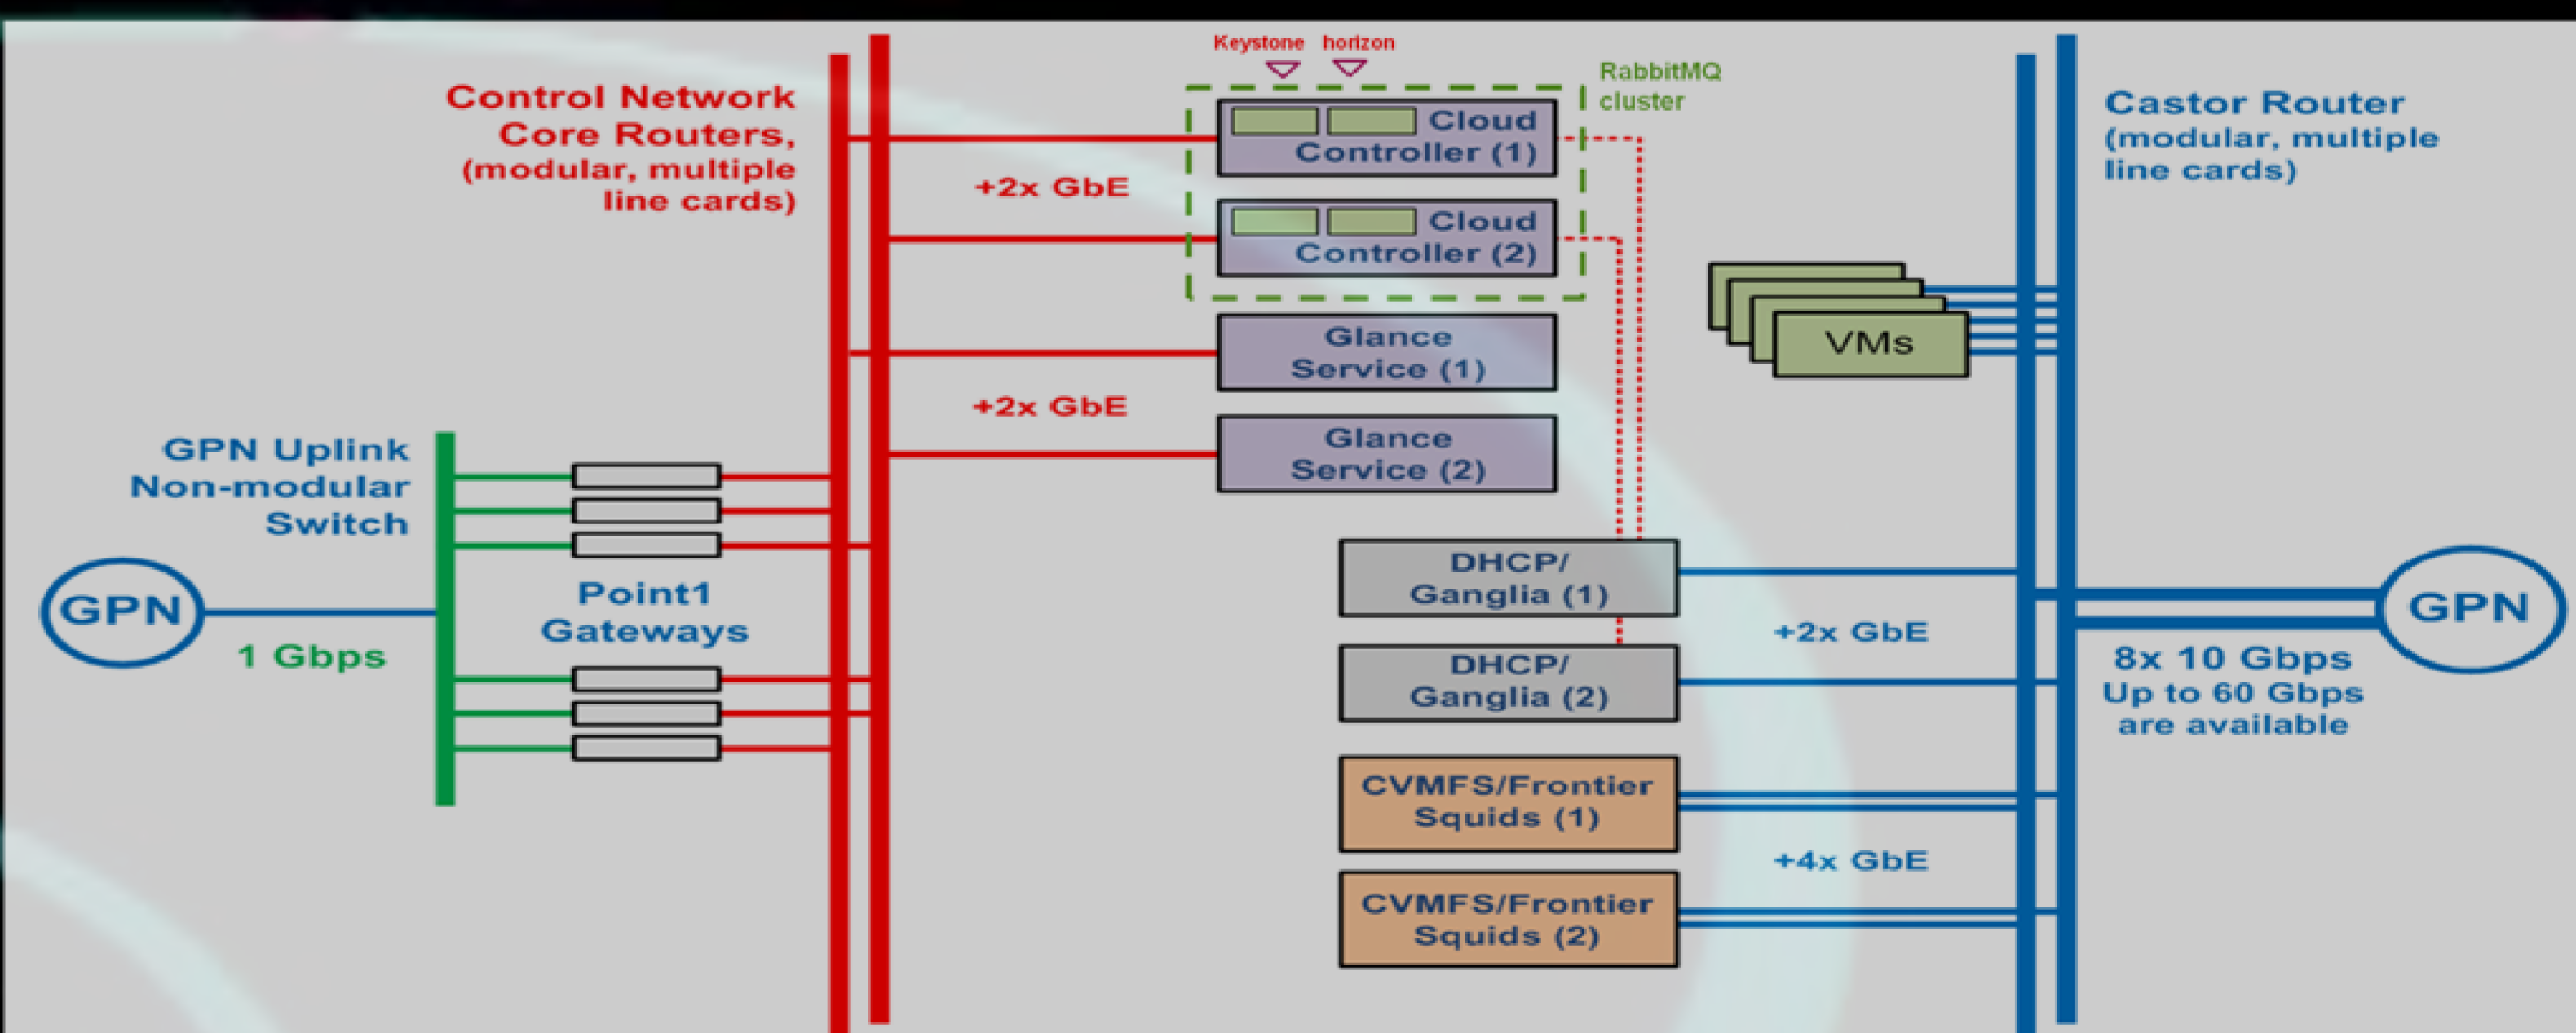 Keystone horizon
RabbitMQ
cluster
Control Network
Core Routers,
(modular, multiple
line cards)
+2x GbE
Cloud
Controller (1)
Cloud
Controller (2)
Castor Router
(modular, multiple
line cards)
Glance
Service (1)
+2x GbE
Glance
Service (2)
VMs
GPN Uplink
Non-modular
Switch
GPN
1 Gbps
Point1
Gateways
DHCP/
Ganglia (1)
+2x GbE
DHCP/
Ganglia (2)
GPN
8x 10 Gbps
Up to 60 Gbps
are available
CVMFS/Frontier
Squids (1)
+4x GbE
CVMFS/Frontier
Squids (2)